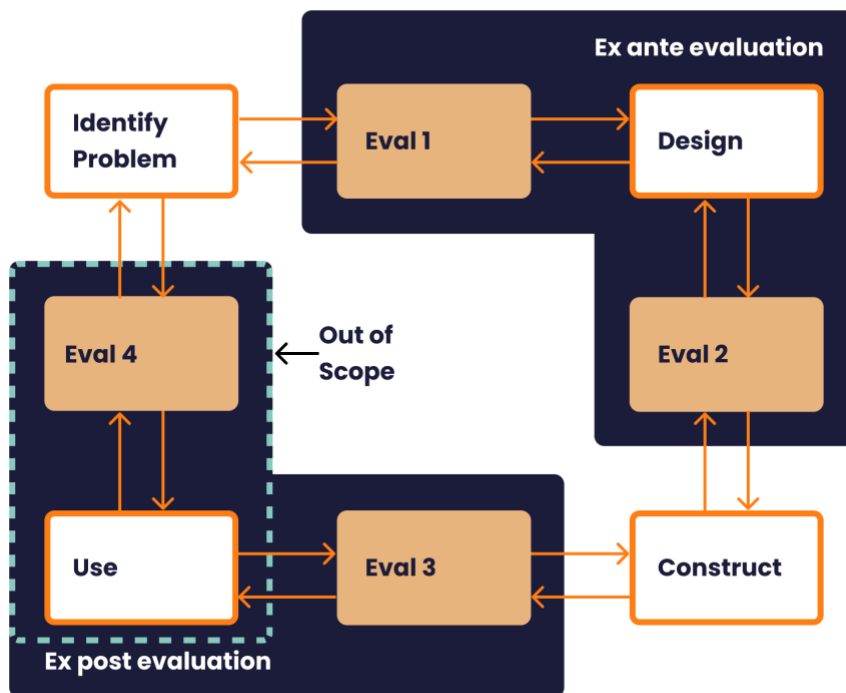 Ex ante evaluation
Identify
Problem
Eval 1
Design
Eval 4
Out of
Scope
Eval 2
Use
Eval 3
Construct
Ex post evaluation